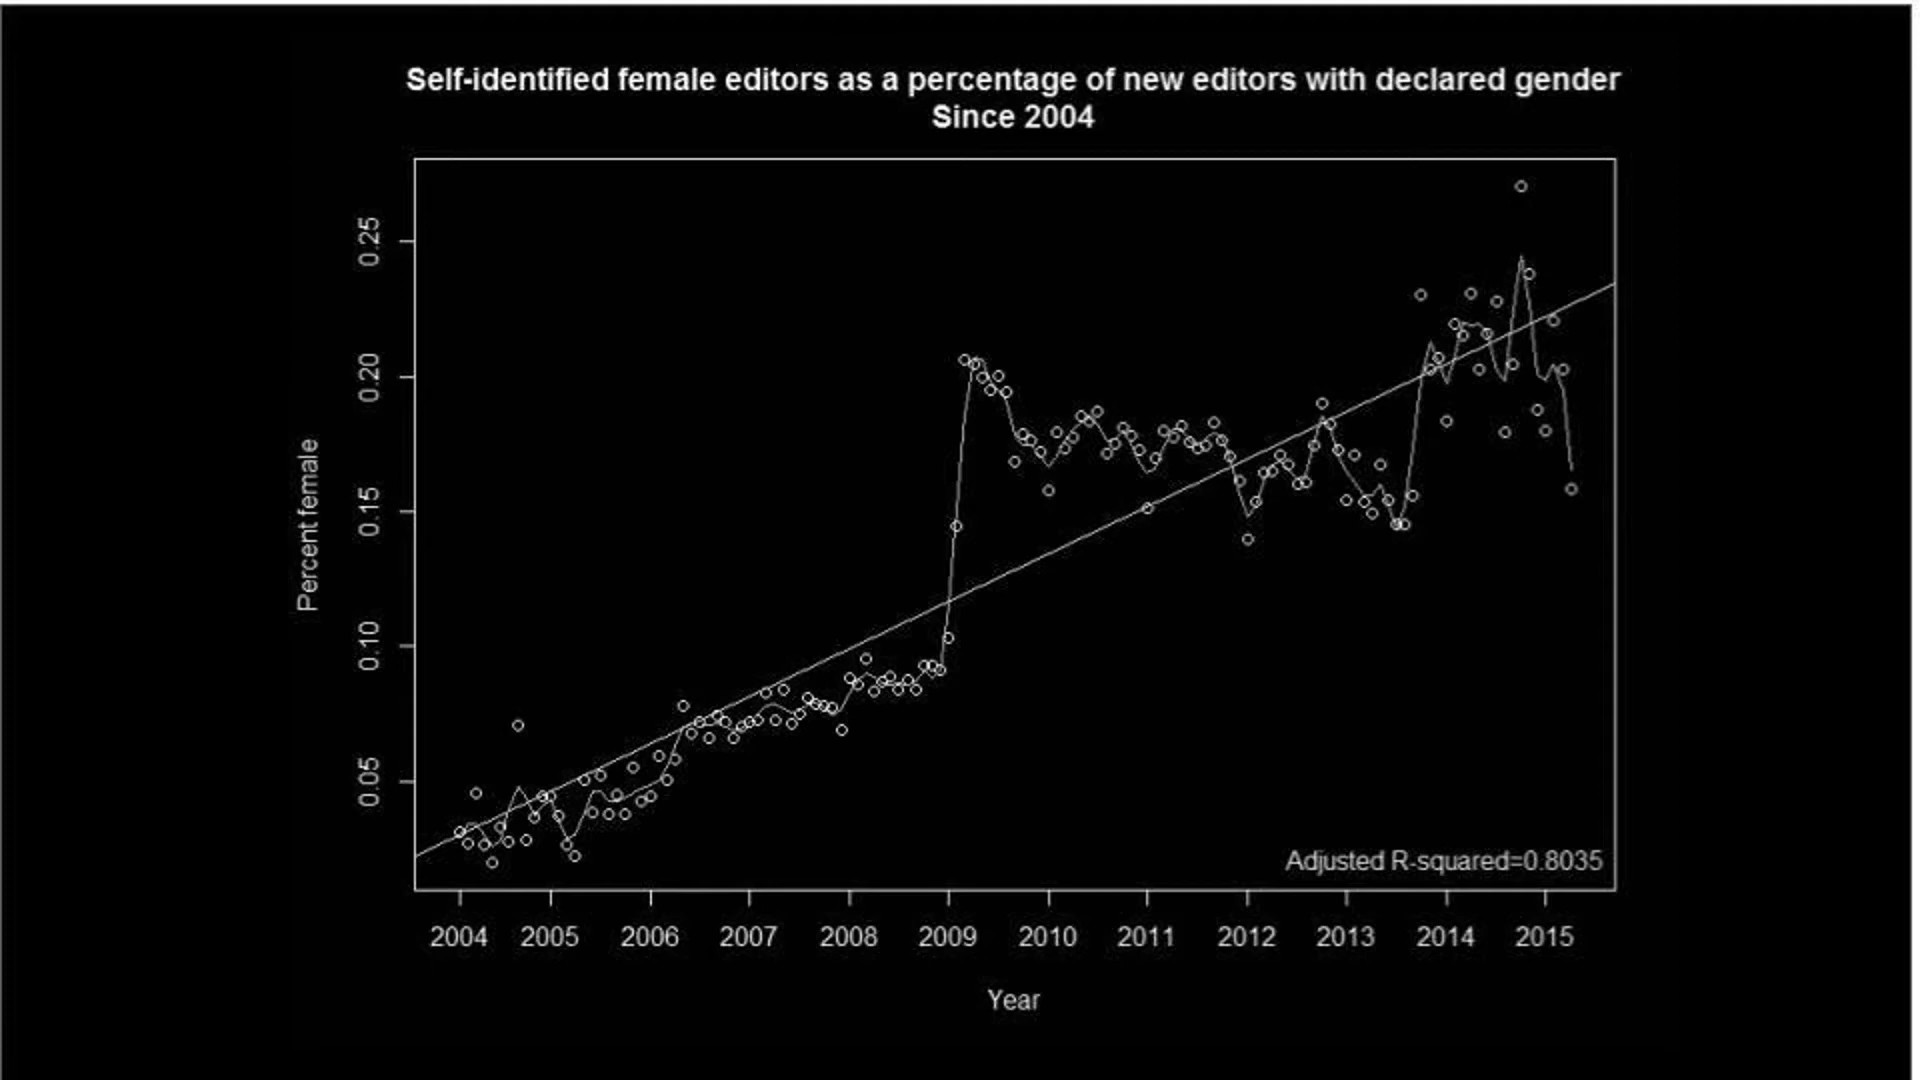 Self-identified female editors as a percentage of new editors with declared gender
Since 2004
Percent female
0.25
0.20
0.15
0.10
0.05
Adjusted R-squared=0.8035
2004 2005 2006 2007 2008 2009 2010 2011 2012 2013 2014 2015
Year